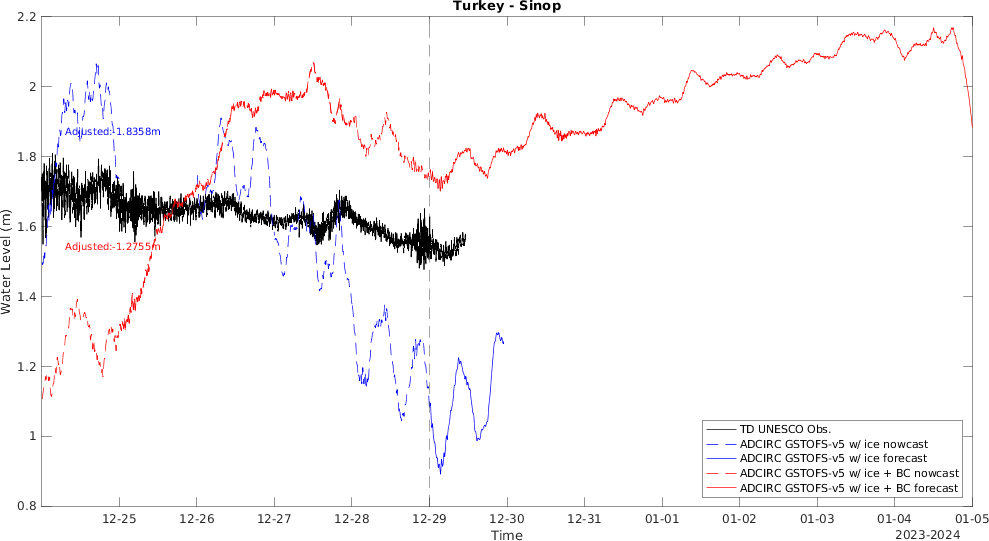 Turkey - Sinop
2.2
2
1.8
1.6
1.4
1.2
1
0.8
Water Level (m)
Adjusted:-1.8358m
Adjusted:-1.2755m
TD UNESCO Obs.
ADCIRC GSTOFS-v5 w/ ice nowcast
ADCIRC GSTOFS-v5 w/ ice forecast
ADCIRC GSTOFS-v5 w/ ice + BC nowcast
ADCIRC GSTOFS-v5 w/ ice + BC forecast
12-25 12-26 12-27 12-28 12-29 12-30 12-31 01-01 01-02 01-03 01-04 01-05
Time
2023-2024